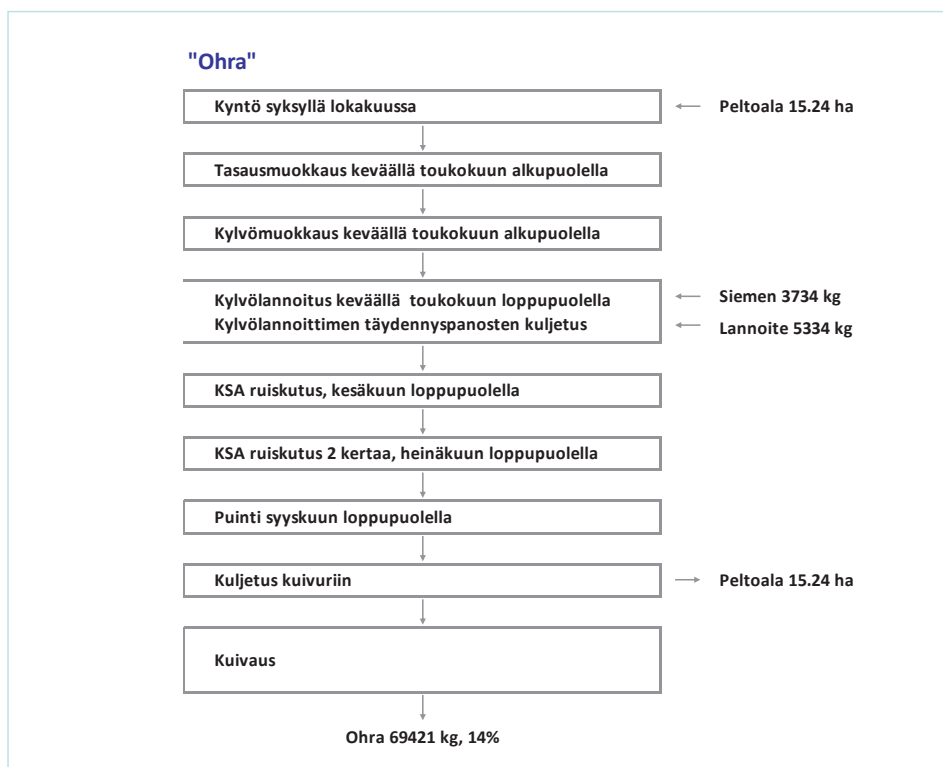 "Ohra"
Kyntö syksyllä lokakuussa
Peltoala 15.24 ha
Tasausmuokkaus keväällä toukokuun alkupuolella
Kylvömuokkaus keväällä toukokuun alkupuolella
Kylvölannoitus keväällä toukokuun loppupuolella
Siemen 3734 kg
Kylvölannoittimen täydennyspanosten kuljetus
Lannoite 5334 kg
KSA ruiskutus, kesäkuun loppupuolella
KSA ruiskutus 2 kertaa, heinäkuun loppupuolella
Puinti syyskuun loppupuolella
Kuljetus kuivuriin
Peltoala 15.24 ha
Kuivaus
Ohra 69421 kg, 14%